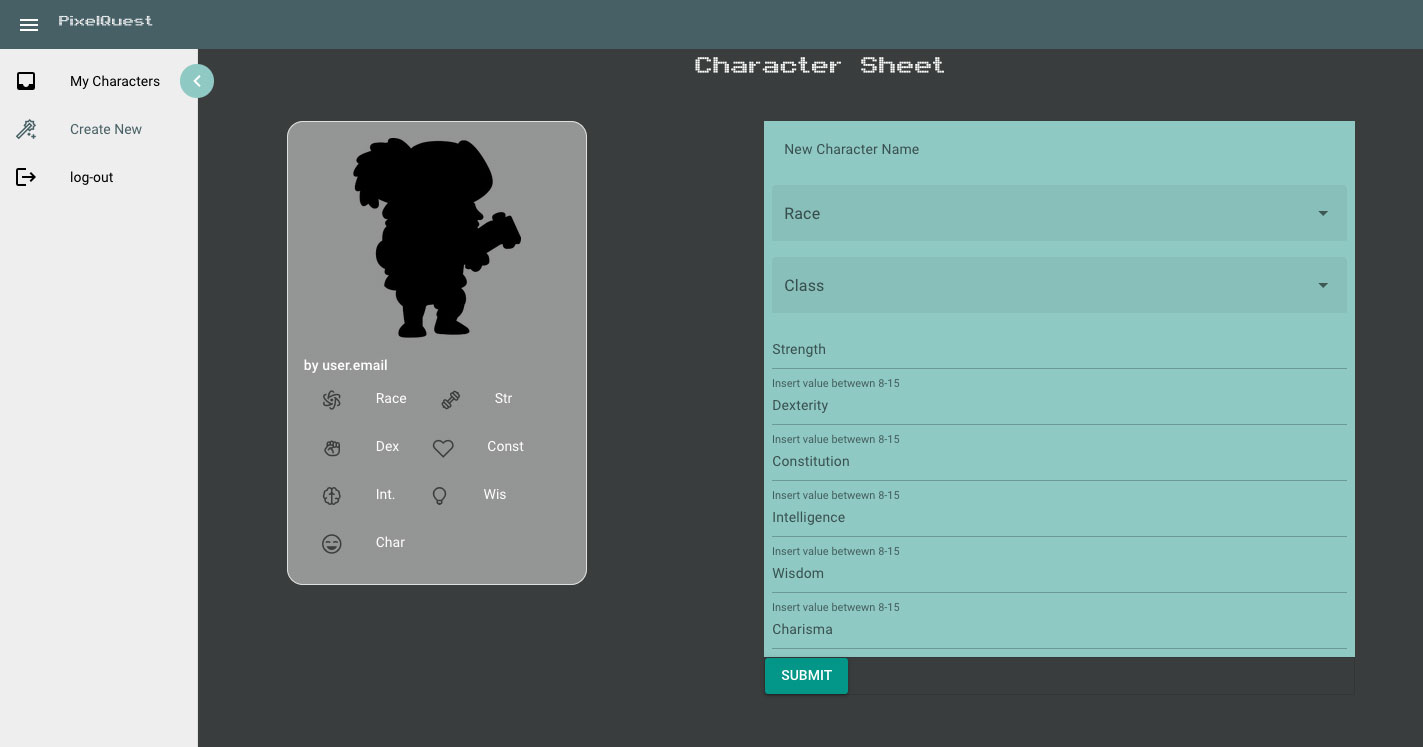 PixelQuest
My Characters
Create New
log-out
Character Sheet
by user.email
Race Str
Dex Const
Int. Wis
Char
New Character Name
Race
Class
Strength
Insert value betwewn 8-15
Dexterity
Insert value betwewn 8-15
Constitution
Insert value betwewn 8-15
Intelligence
Insert value betwewn 8-15
Wisdom
Insert value betwewn 8-15
Charisma
SUBMIT